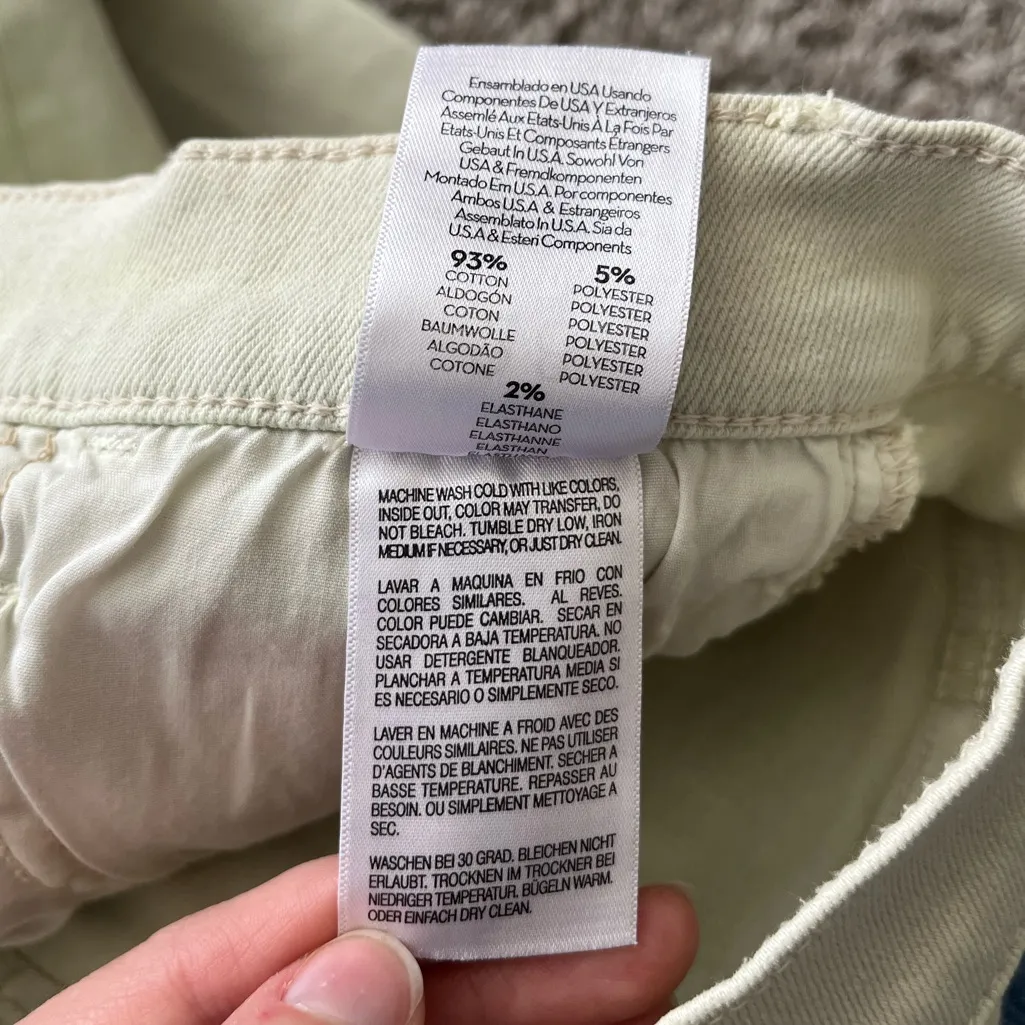 Ensamblado en USA Usando
Componentes De USA Y Extranjeros
Assemlé Aux Etats-Unis À La Fois Par
Etats-Unis Et Composants Étrangers
Gebaut In U.S.A. Sowohl Von
USA & Fremdkomponenten
Montado Em U.S.A. Por componentes
Ambos U.S.A & Estrangeiros
Assemblato In U.S.A. Sia da
U.S.A & Esteri Components
93%
COTTON
ALDOGÓN
COTON
BAUMWOLLE
ALGODÃO
COTONE
5%
POLYESTER
POLYESTER
POLYESTER
POLYESTER
POLYESTER
POLYESTER
2%
ELASTHANE
ELASTHANO
ELASTHANNE
ELASTHAN
MACHINE WASH COLD WITH LIKE COLORS,
INSIDE OUT, COLOR MAY TRANSFER, DO
NOT BLEACH. TUMBLE DRY LOW, IRON
MEDIUM IF NECESSARY, OR JUST DRY CLEAN.
LAVAR A MAQUINA EN FRIO CON
COLORES SIMILARES. AL REVES.
COLOR PUEDE CAMBIAR. SECAR EN
SECADORA A BAJA TEMPERATURA. NO
USAR DETERGENTE BLANQUEADOR.
PLANCHAR A TEMPERATURA MEDIA SI
ES NECESARIO O SIMPLEMENTE SECO.
LAVER EN MACHINE A FROID AVEC DES
COULEURS SIMILAIRES. NE PAS UTILISER
D'AGENTS DE BLANCHIMENT. SECHER A
BASSE TEMPERATURE. REPASSER AU
BESOIN. OU SIMPLEMENT METTOYAGE A
SEC.
WASCHEN BEI 30 GRAD. BLEICHEN NICHT
ERLAUBT. TROCKNEN IM TROCKNER BEI
NIEDRIGER TEMPERATUR. BÜGELN WARM.
ODER EINFACH DRY CLEAN.